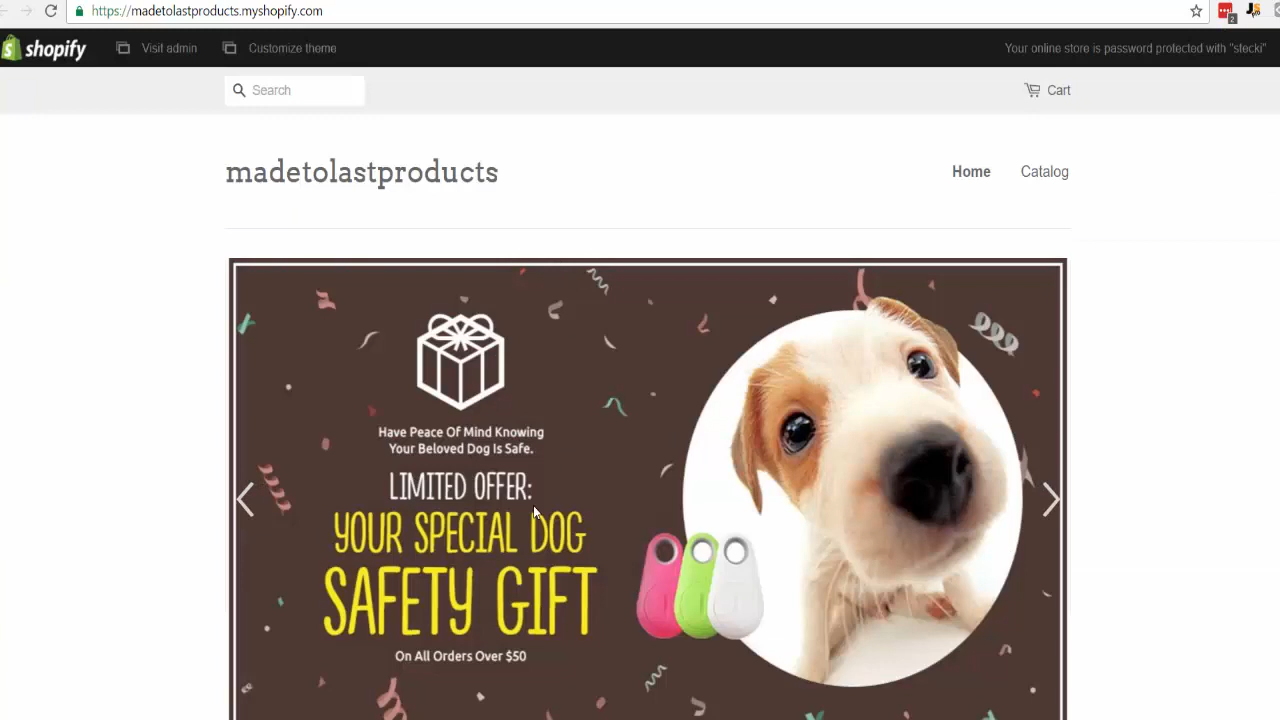 https://madetolastproducts.myshopify.com
2
shopify
Visit admin
Customize theme
Your online store is password protected with "stecki"
Search
Cart
madetolastproducts
Home
Catalog
Have Peace Of Mind Knowing
Your Beloved Dog Is Safe.
LIMITED OFFER:
YOUR SPECIAL DOG
SAFETY GIFT
On All Orders Over $50